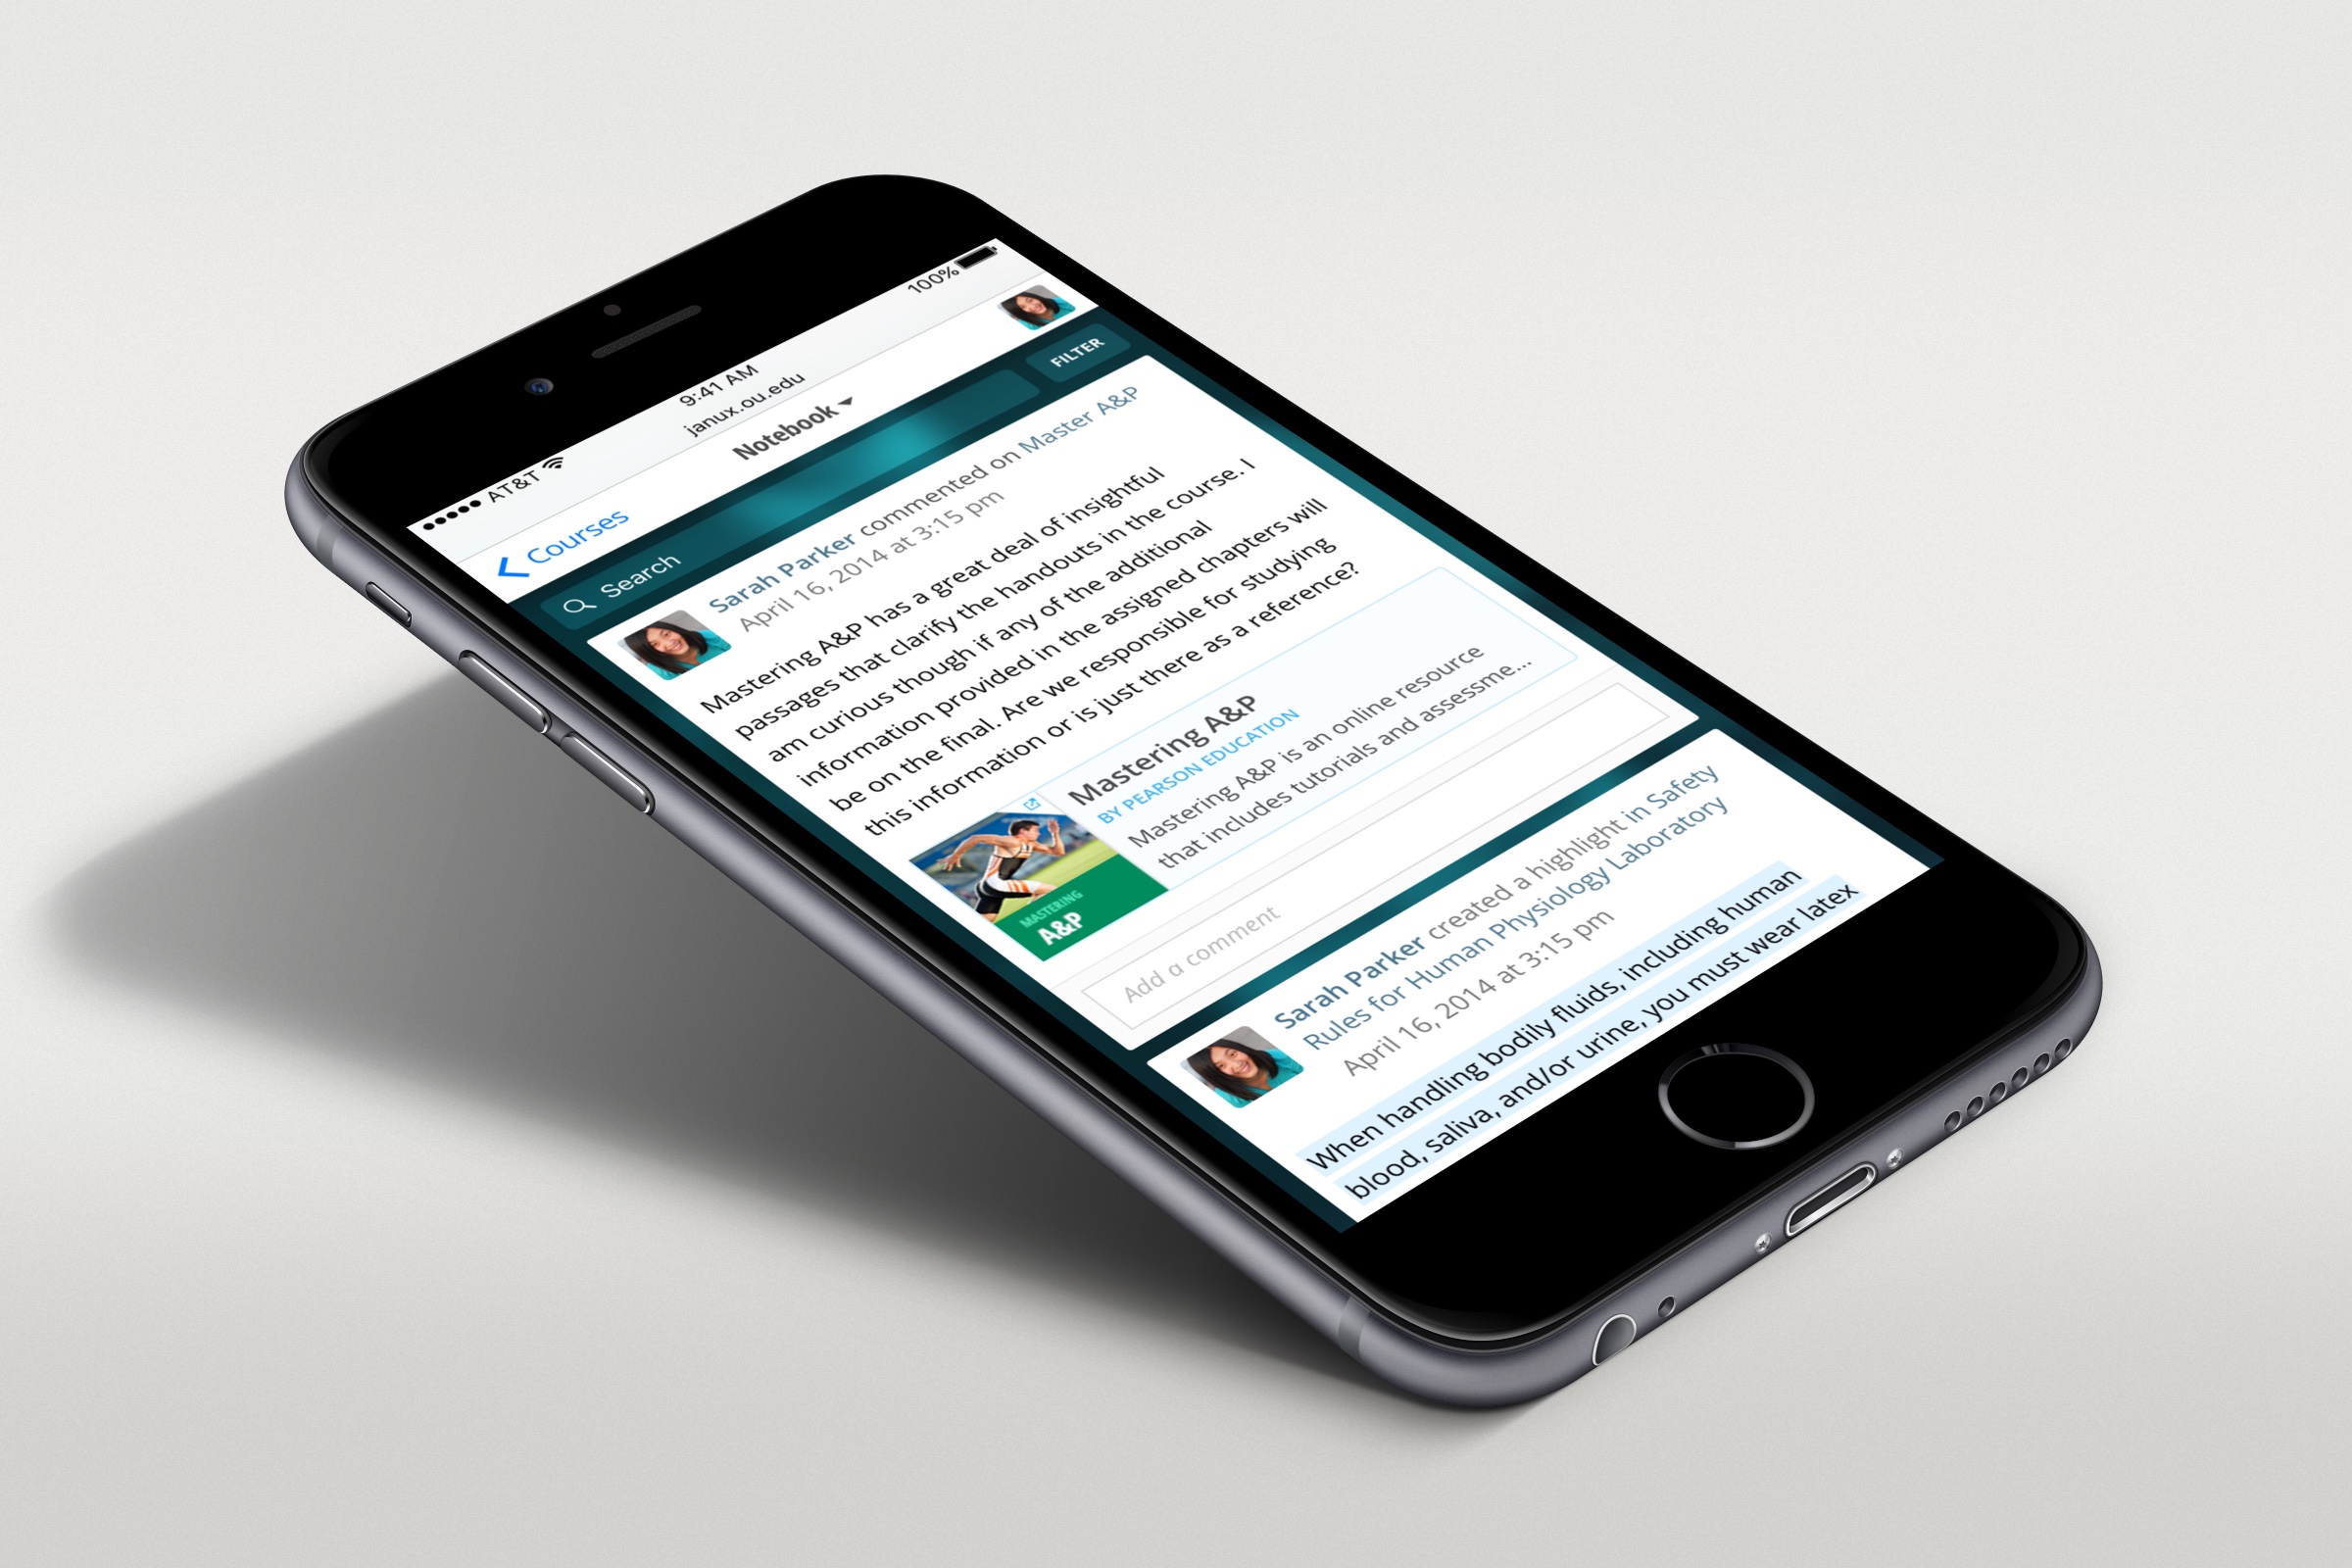 ●●●●● AT&T 9:41 AM 100%
janux.ou.edu
Courses Notebook
Search FILTER
Sarah Parker commented on Master A&P
April 16, 2014 at 3:15 pm
Mastering A&P has a great deal of insightful
passages that clarify the handouts in the course. I
am curious though if any of the additional
information provided in the assigned chapters will
be on the final. Are we responsible for studying
this information or is just there as a reference?
Mastering A&P
BY PEARSON EDUCATION
Mastering A&P is an online resource
that includes tutorials and assessme...
MASTERING
A&P
Add a comment
Sarah Parker created a highlight in Safety
Rules for Human Physiology Laboratory
April 16, 2014 at 3:15 pm
When handling bodily fluids, including human
blood, saliva, and/or urine, you must wear latex